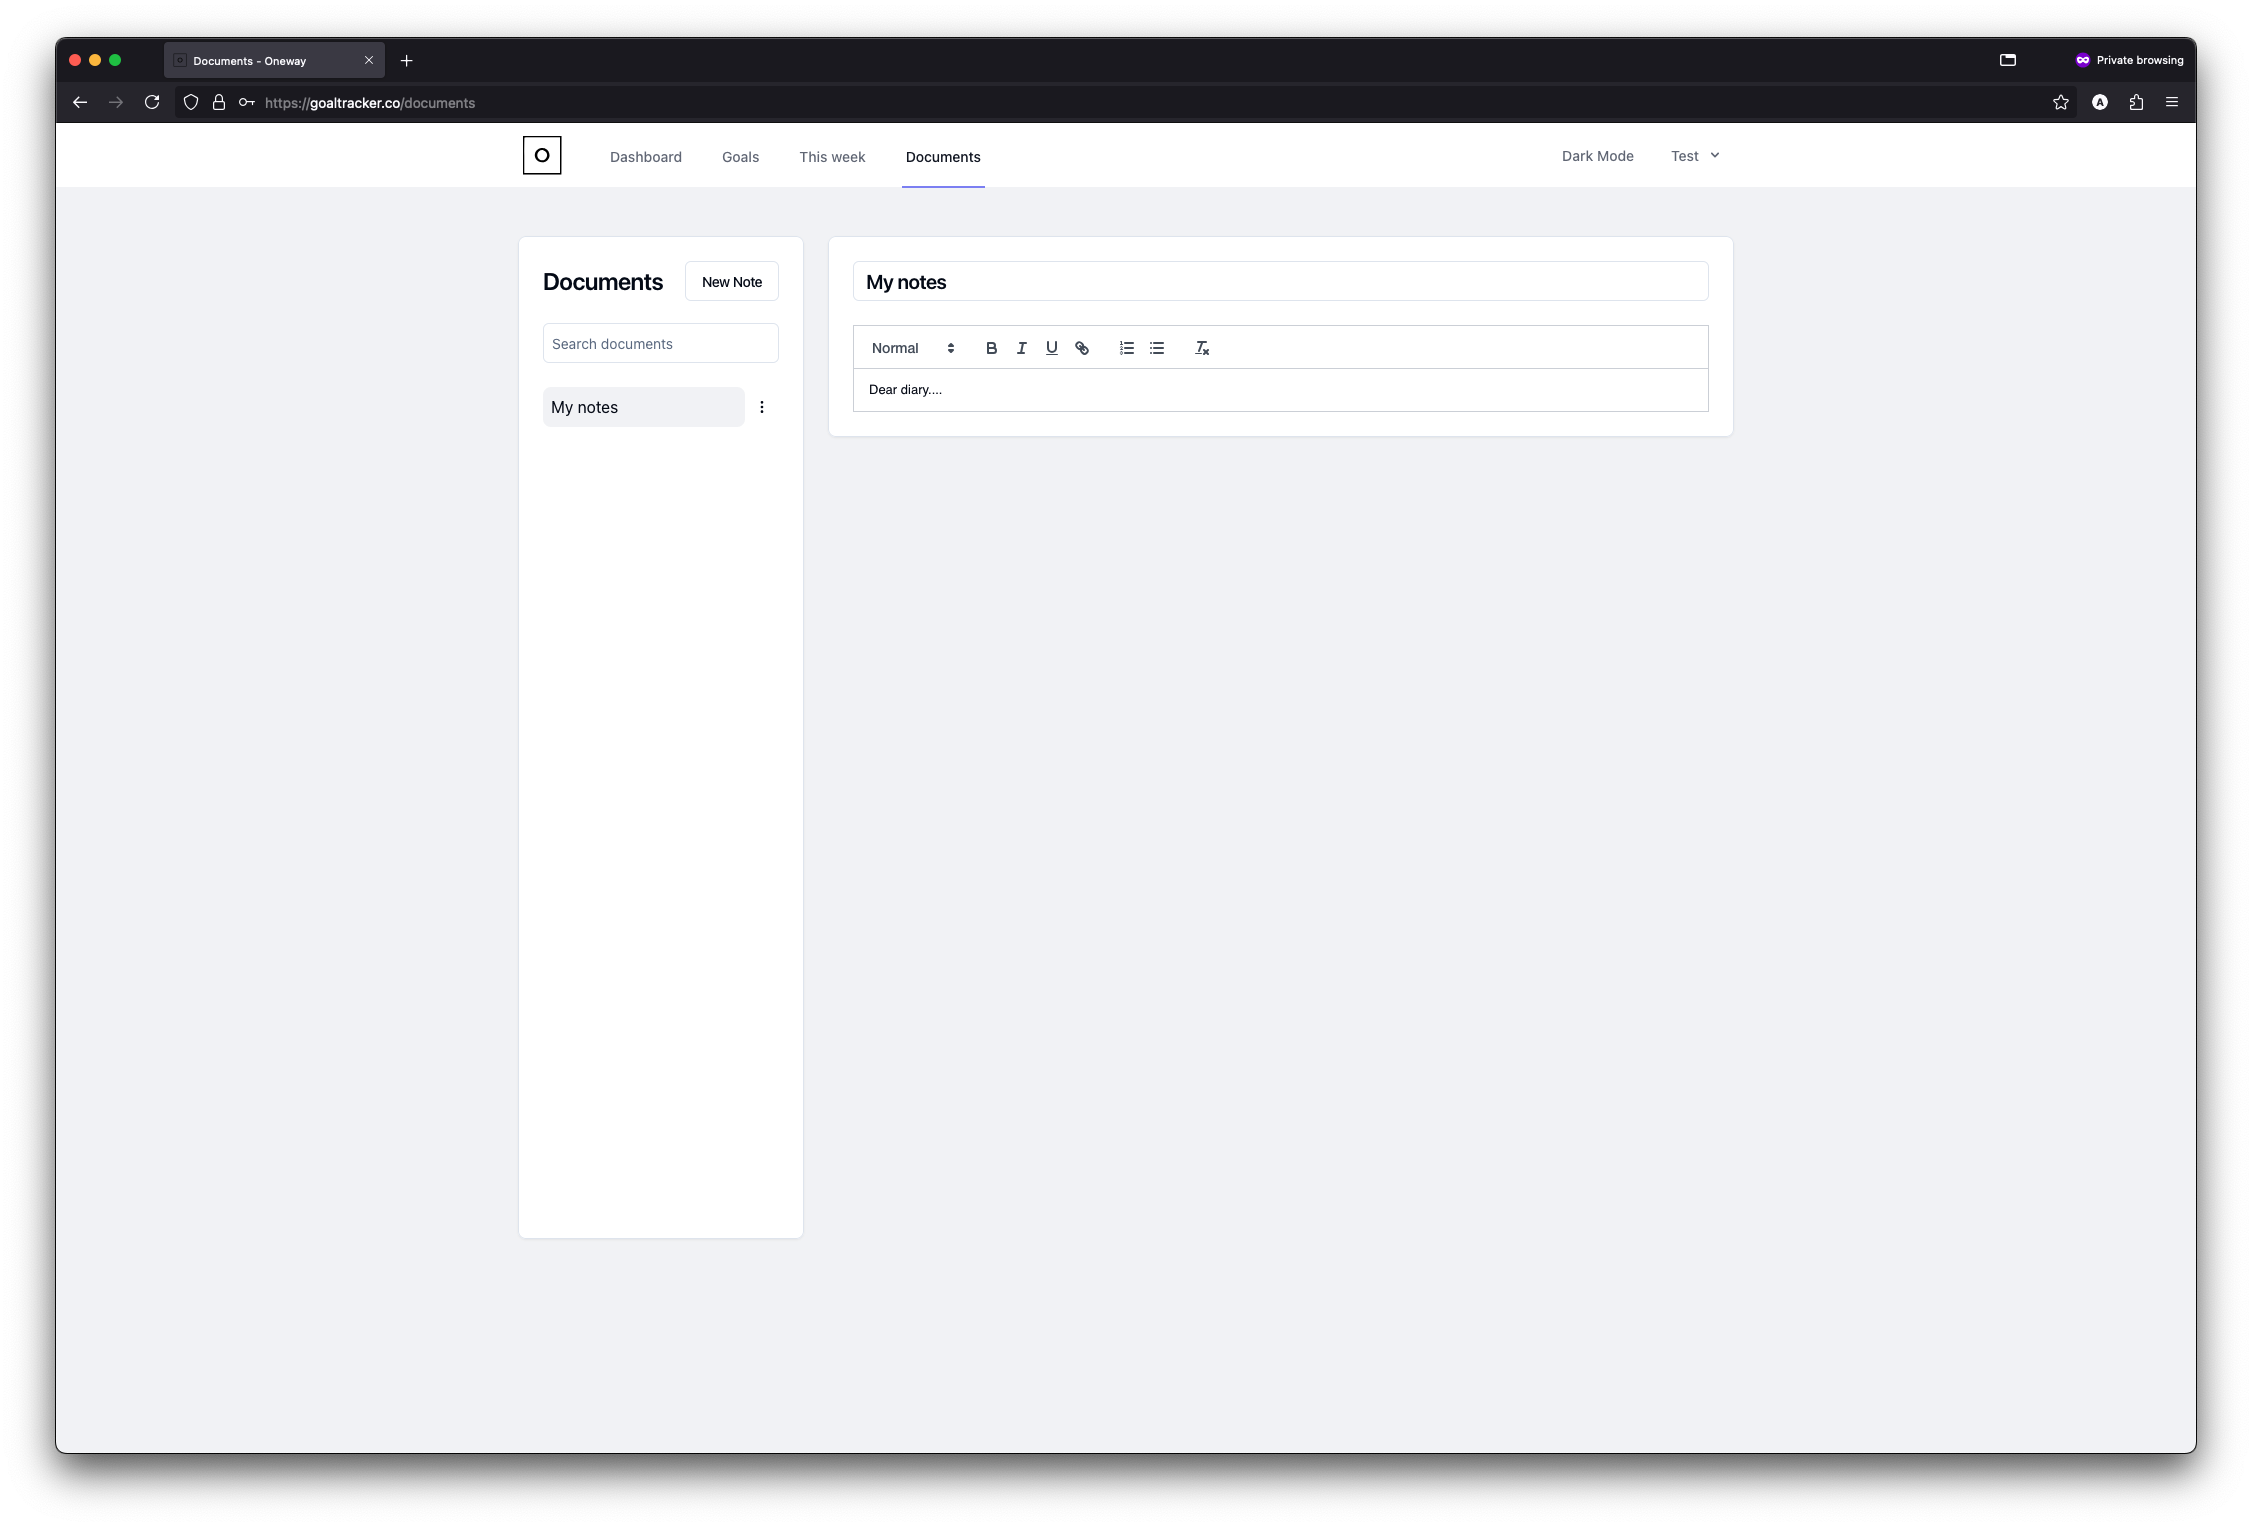 Documents - Oneway
Private browsing
https://goaltracker.co/documents
O
Dashboard
Goals
This week
Documents
Dark Mode
Test
Documents
New Note
Search documents
My notes
My notes
Normal
Dear diary....